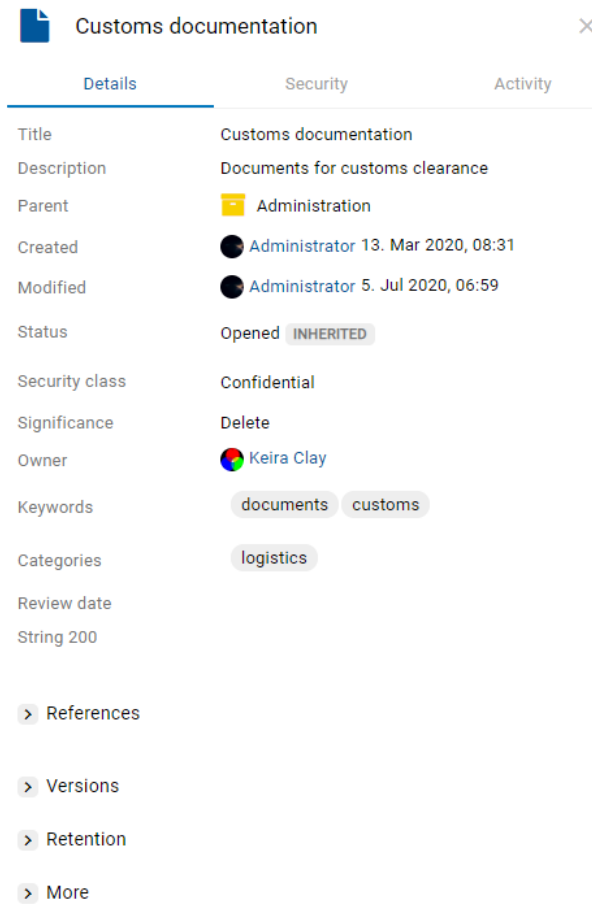 Customs documentation
Details Security Activity
Title Customs documentation
Description Documents for customs clearance
Parent Administration
Created Administrator 13. Mar 2020, 08:31
Modified Administrator 5. Jul 2020, 06:59
Status Opened INHERITED
Security class Confidential
Significance Delete
Owner Keira Clay
Keywords documents customs
Categories logistics
Review date
String 200
References
Versions
Retention
More